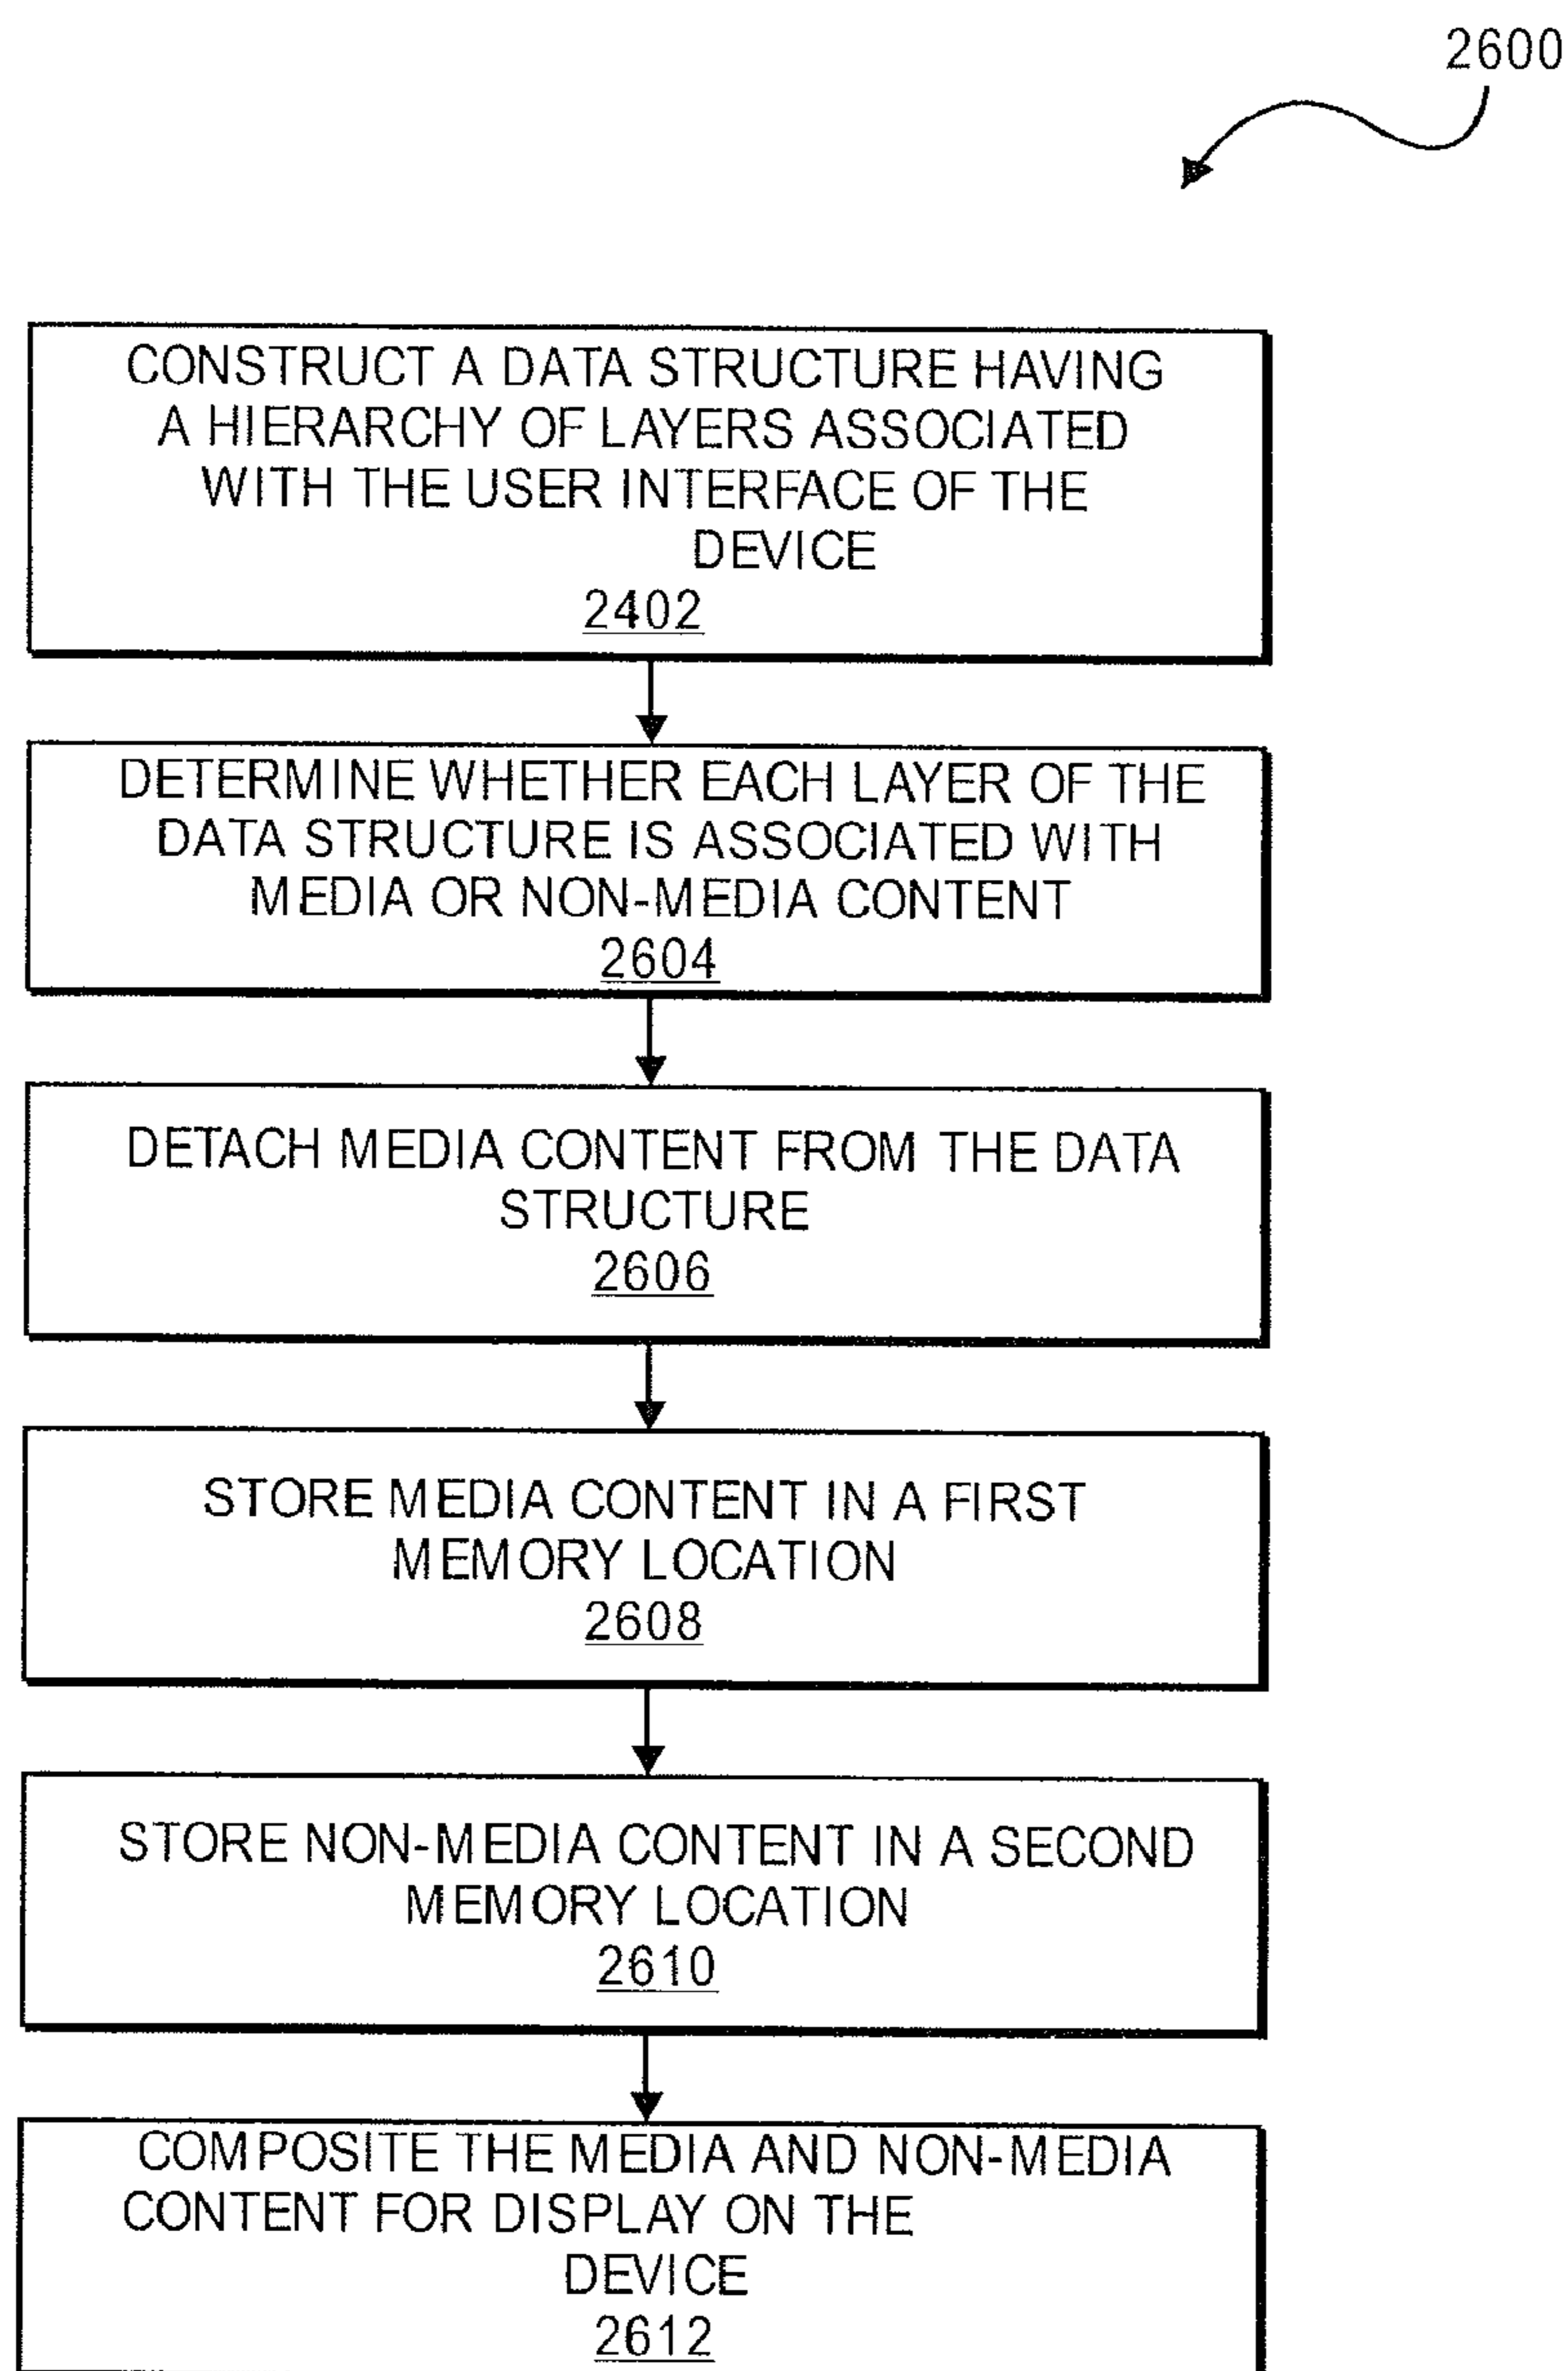 2600
CONSTRUCT A DATA STRUCTURE HAVING
A HIERARCHY OF LAYERS ASSOCIATED
WITH THE USER INTERFACE OF THE
DEVICE
2402
DETERMINE WHETHER EACH LAYER OF THE
DATA STRUCTURE IS ASSOCIATED WITH
MEDIA OR NON-MEDIA CONTENT
2604
DETACH MEDIA CONTENT FROM THE DATA
STRUCTURE
2606
STORE MEDIA CONTENT IN A FIRST
MEMORY LOCATION
2608
STORE NON-MEDIA CONTENT IN A SECOND
MEMORY LOCATION
2610
COMPOSITE THE MEDIA AND NON-MEDIA
CONTENT FOR DISPLAY ON THE
DEVICE
2612